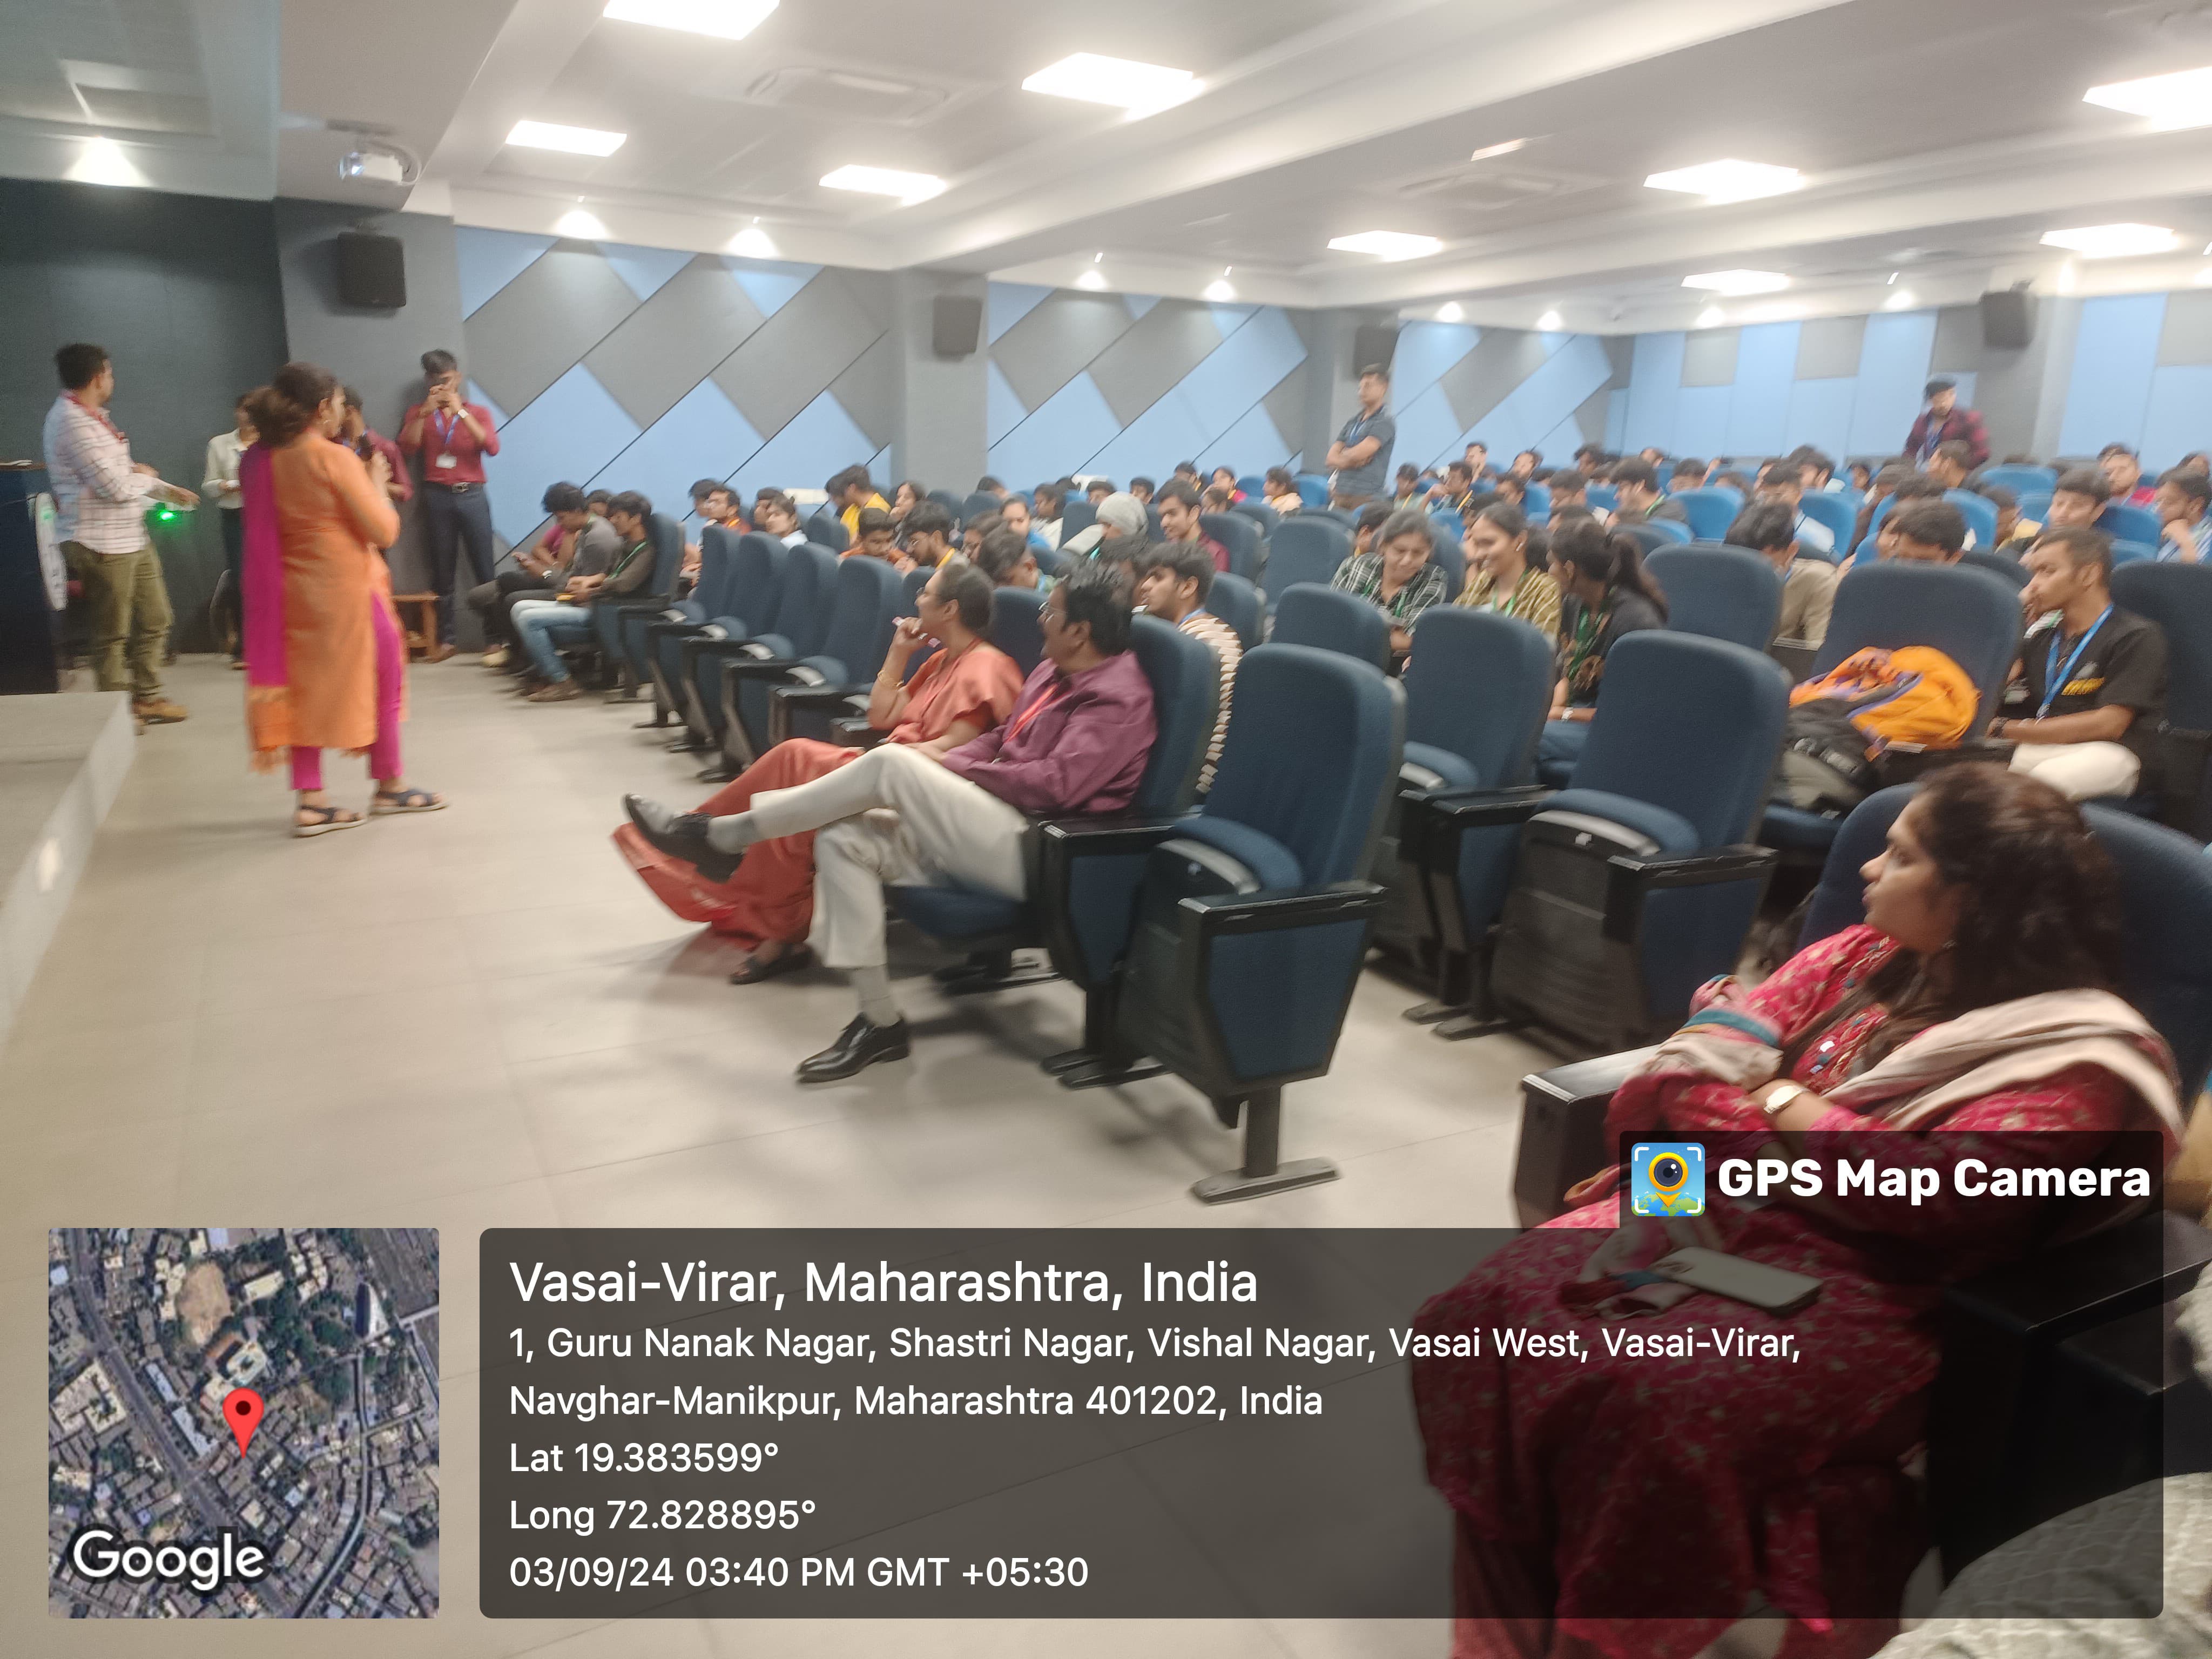 GPS Map Camera
Vasai-Virar, Maharashtra, India
1, Guru Nanak Nagar, Shastri Nagar, Vishal Nagar, Vasai West, Vasai-Virar,
Navghar-Manikpur, Maharashtra 401202, India
Lat 19.383599°
Long 72.828895°
03/09/24 03:40 PM GMT +05:30
Google